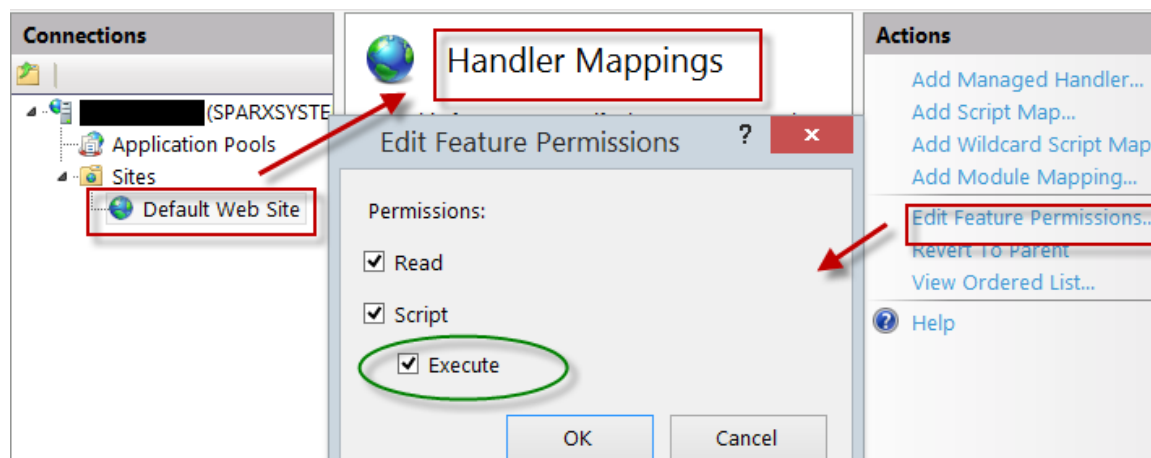 Connections
(SPARXSYSTE
Application Pools
Sites
Default Web Site
Handler Mappings
Edit Feature Permissions
?
x
Permissions:
Read
Script
Execute
OK
Cancel
Actions
Add Managed Handler...
Add Script Map...
Add Wildcard Script Map
Add Module Mapping...
Edit Feature Permissions...
Revert To Parent
View Ordered List...
Help